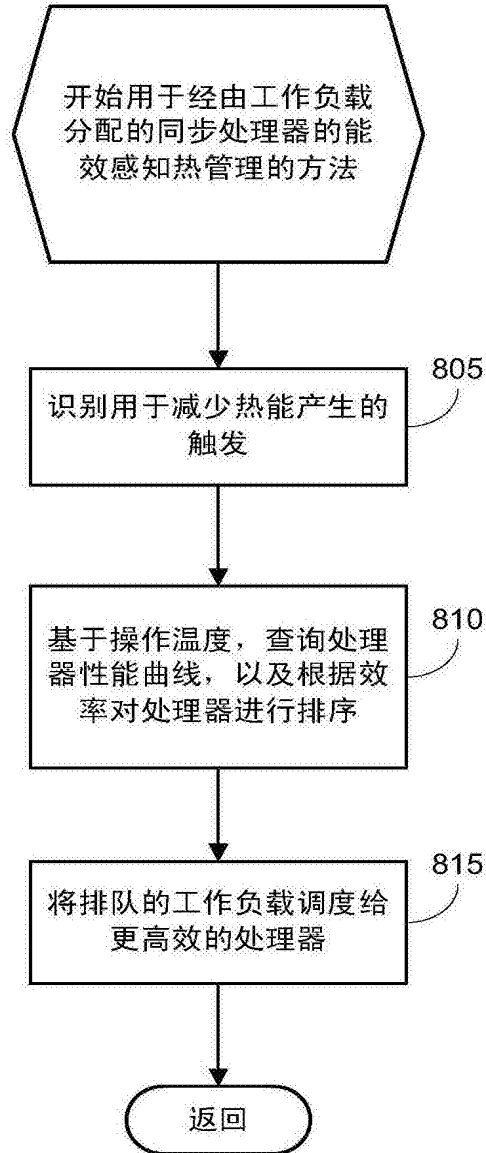 开始用于经由工作负载
分配的同步处理器的能
效感知热管理的方法
805
识别用于减少热能产生的
触发
810
基于操作温度，查询处理
器性能曲线，以及根据效
率对处理器进行排序
815
将排队的工作负载调度给
更高效的处理器
返回